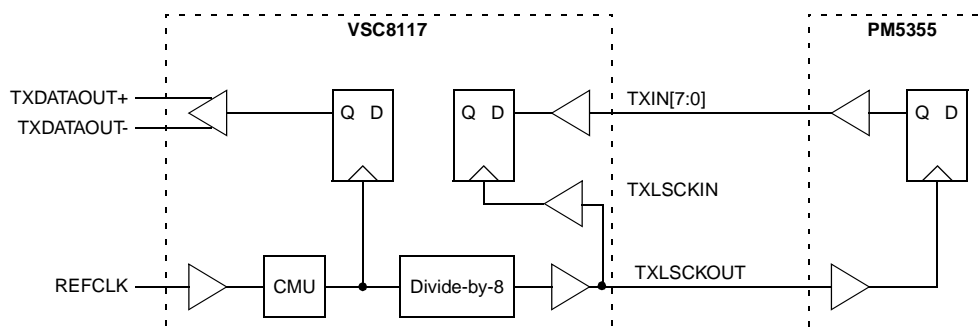 VSC8117
PM5355
TXDATAOUT+
TXDATAOUT-
Q D
Q D
TXIN[7:0]
Q D
TXLSCKIN
REFCLK
CMU
Divide-by-8
TXLSCKOUT